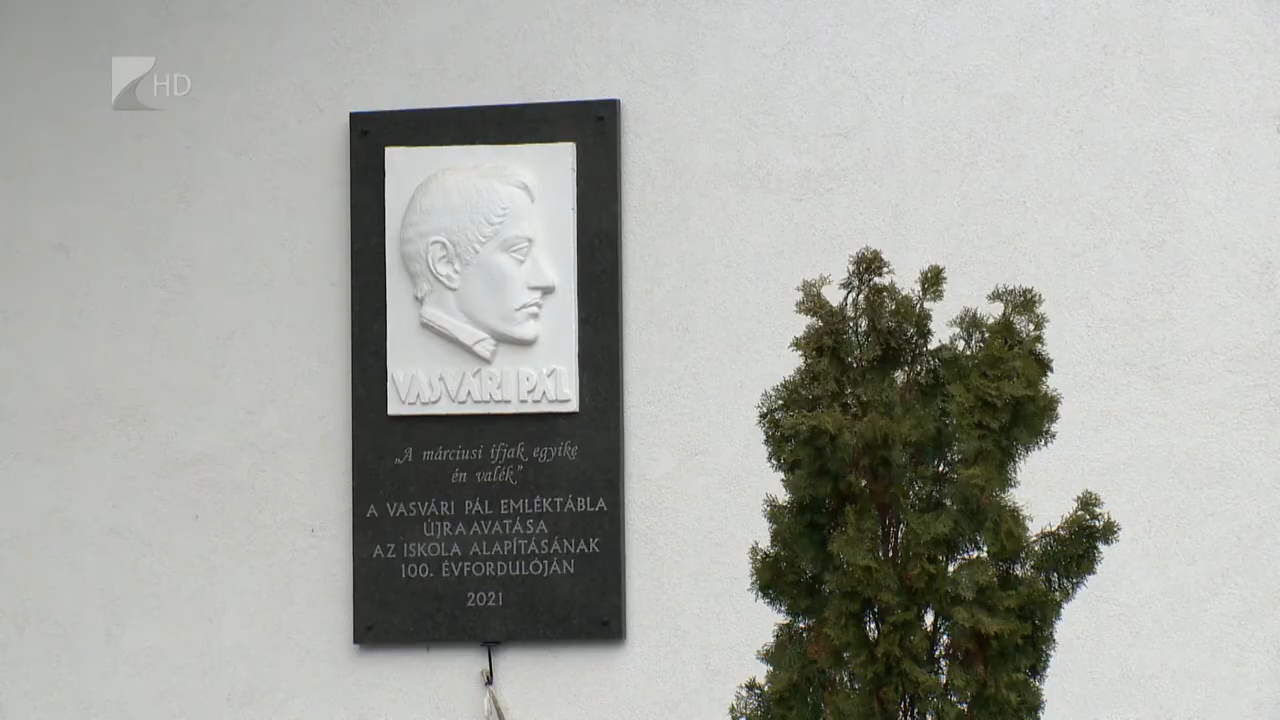 HD
VASVÁRI PÁL
„A márciusi ifjak egyike
én valék”
A VASVÁRI PÁL EMLÉKTÁBLA
ÚJRAAVATÁSA
AZ ISKOLA ALAPÍTÁSÁNAK
100. ÉVFORDULÓJÁN
2021